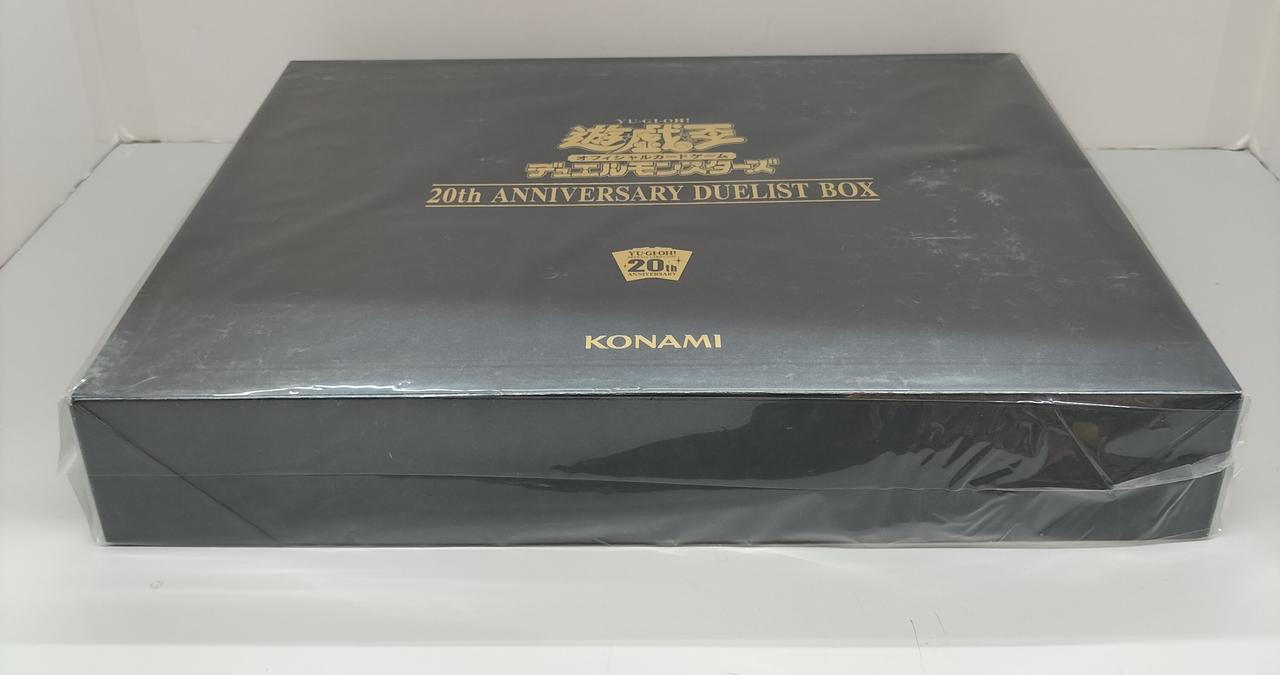 YU-GI-OH!
遊戯王
オフィシャルカードゲーム
デュエルモンスターズ
20th ANNIVERSARY DUELIST BOX
YU-GI-OH!
20th
ANNIVERSARY
KONAMI